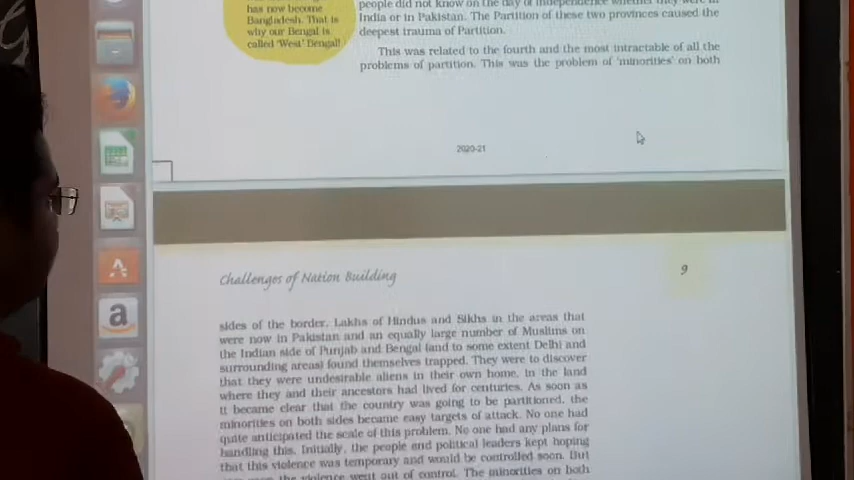 has now become
Bangladesh. That is
why our Bengal is
called 'West' Bengal!
people did not know on the day of independence whether they were in
India or in Pakistan. The Partition of these two provinces caused the
deepest trauma of Partition.
This was related to the fourth and the most intractable of all the
problems of partition. This was the problem of 'minorities' on both
2020-21
Challenges of Nation Building
9
sides of the border. Lakhs of Hindus and Sikhs in the areas that
were now in Pakistan and an equally large number of Muslims on
the Indian side of Punjab and Bengal (and to some extent Delhi and
surrounding areas) found themselves trapped. They were to discover
that they were undesirable aliens in their own home, in the land
where they and their ancestors had lived for centuries. As soon as
it became clear that the country was going to be partitioned, the
minorities on both sides became easy targets of attack. No one had
quite anticipated the scale of this problem. No one had any plans for
handling this. Initially, the people and political leaders kept hoping
that this violence was temporary and would be controlled soon. But
the violence went out of control. The minorities on both
a